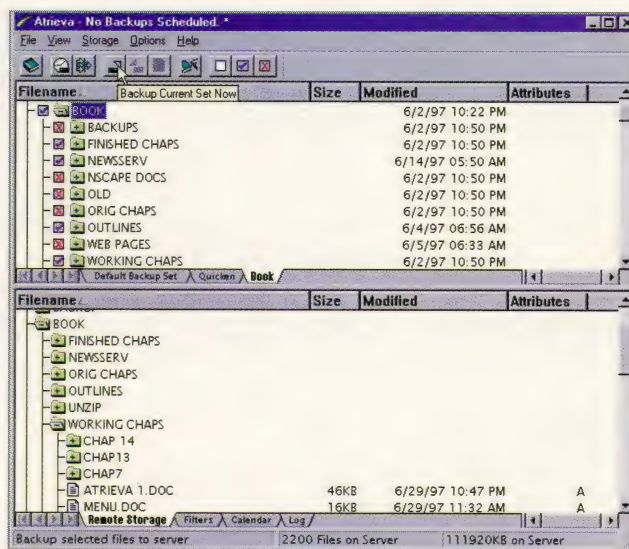 Atrieva - No Backups Scheduled. *
File View Storage Options Help
Filename Size Modified Attributes
Backup Current Set Now
BOOK 6/2/97 10:22 PM
BACKUPS 6/2/97 10:50 PM
FINISHED CHAPS 6/2/97 10:50 PM
NEWSSERV 6/14/97 05:50 AM
NSCAPE DOCS 6/2/97 10:50 PM
OLD 6/2/97 10:50 PM
ORIG CHAPS 6/2/97 10:50 PM
OUTLINES 6/4/97 06:56 AM
WEB PAGES 6/5/97 06:33 AM
WORKING CHAPS 6/2/97 10:50 PM
Default Backup Set Quicken Book
Filename Size Modified Attributes
BOOK
FINISHED CHAPS
NEWSSERV
ORIG CHAPS
OUTLINES
UNZIP
WORKING CHAPS
CHAP 14
CHAP13
CHAP7
ATRIEVA 1.DOC 46KB 6/29/97 10:47 PM A
MENU.DOC 16KB 6/29/97 11:32 AM A
Remote Storage Filters Calendar Log
Backup selected files to server 2200 Files on Server 111920KB on Server